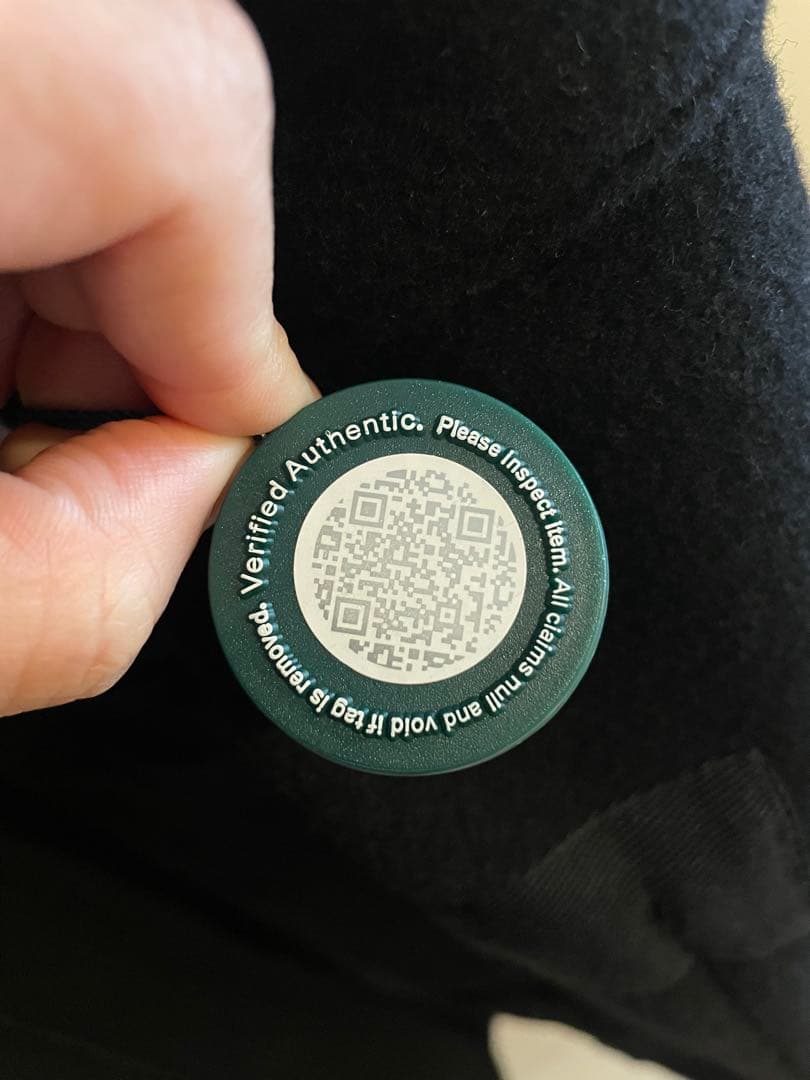 Verified Authentic. Please inspect item. All claims null and void if tag is removed.